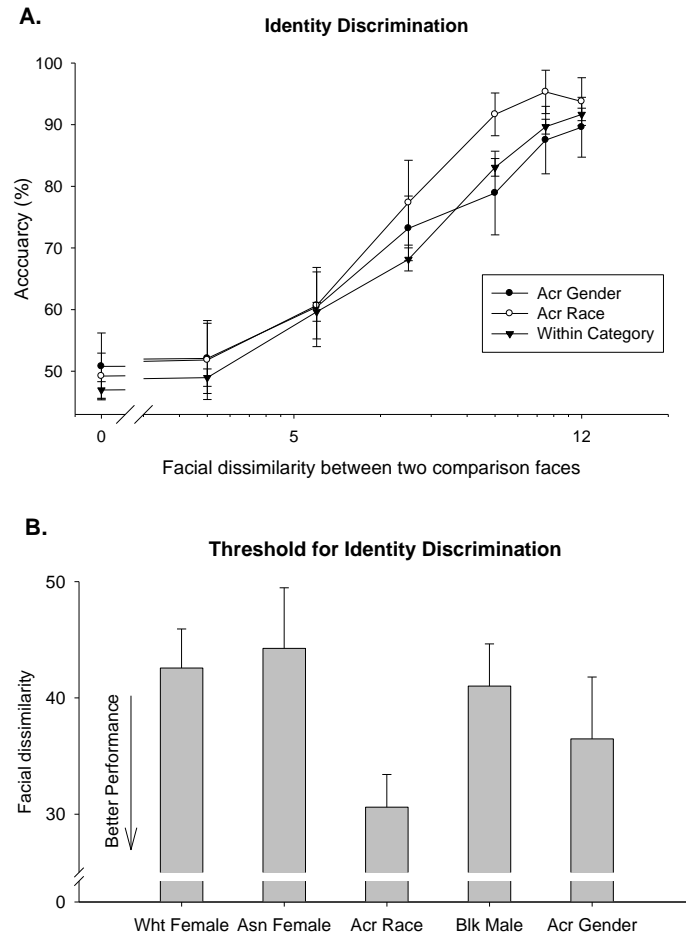 A.
Identity Discrimination
100
90
80
70
60
50
Acccuarcy (%)
Acr Gender
Acr Race
Within Category
0 5 12
Facial dissimilarity between two comparison faces
B.
Threshold for Identity Discrimination
50
40
30
0
Facial dissimilarity
Better Performance
Wht Female Asn Female Acr Race Blk Male Acr Gender